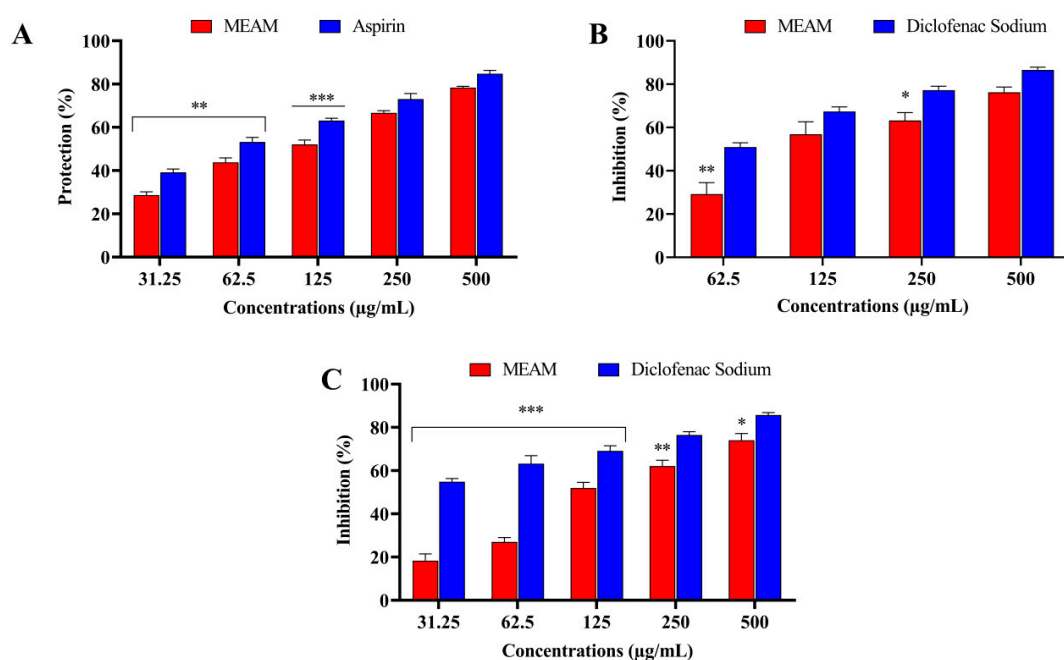 A
MEAM Aspirin
Protection (%)
100
80
60
40
20
0
** ***
31.25 62.5 125 250 500
Concentrations (µg/mL)
B
MEAM Diclofenac Sodium
Inhibition (%)
100
80
60
40
20
0
** *
62.5 125 250 500
Concentrations (µg/mL)
C
MEAM Diclofenac Sodium
Inhibition (%)
100
80
60
40
20
0
*** ** *
31.25 62.5 125 250 500
Concentrations (µg/mL)